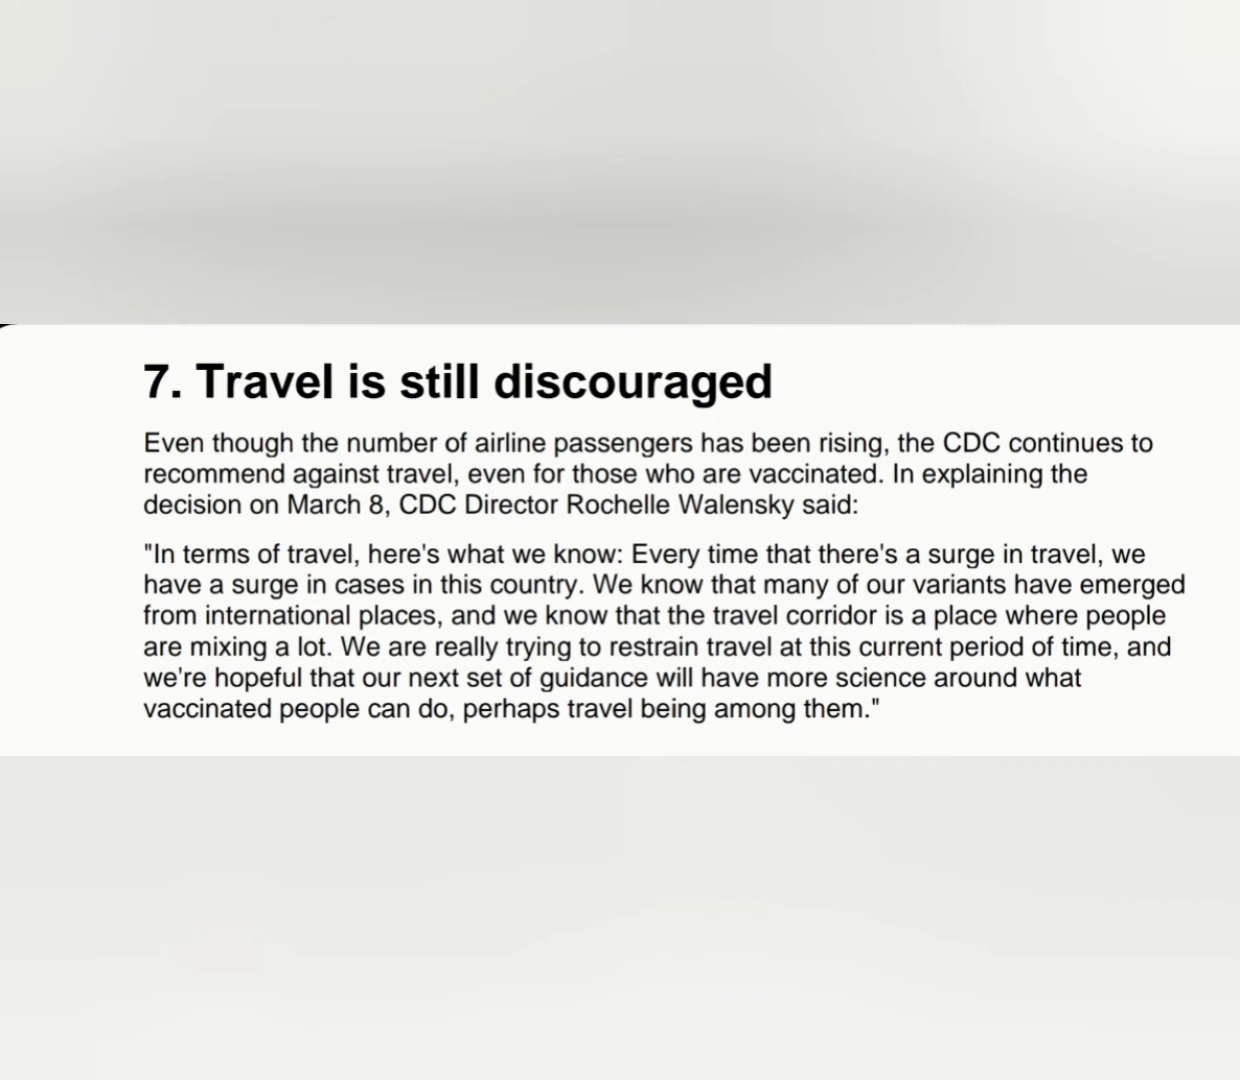 7. Travel is still discouraged
Even though the number of airline passengers has been rising, the CDC continues to
recommend against travel, even for those who are vaccinated. In explaining the
decision on March 8, CDC Director Rochelle Walensky said:
"In terms of travel, here's what we know: Every time that there's a surge in travel, we
have a surge in cases in this country. We know that many of our variants have emerged
from international places, and we know that the travel corridor is a place where people
are mixing a lot. We are really trying to restrain travel at this current period of time, and
we're hopeful that our next set of guidance will have more science around what
vaccinated people can do, perhaps travel being among them."